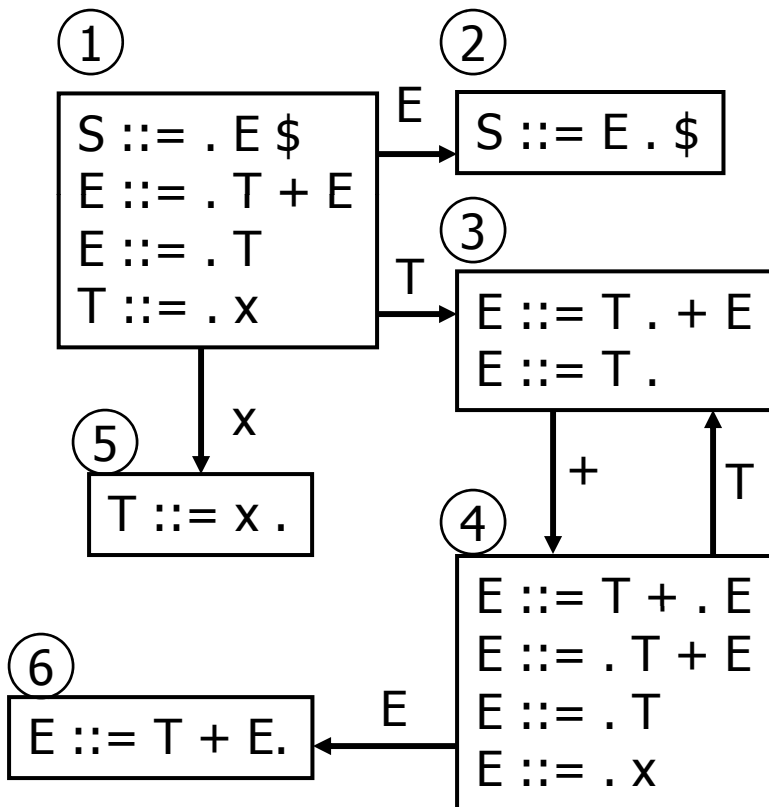 1
S ::= . E $
E ::= . T + E
E ::= . T
T ::= . x
E
2
S ::= E . $
T
3
E ::= T . + E
E ::= T .
x
5
T ::= x .
+
T
4
E ::= T + . E
E ::= . T + E
E ::= . T
E ::= . x
E
6
E ::= T + E.